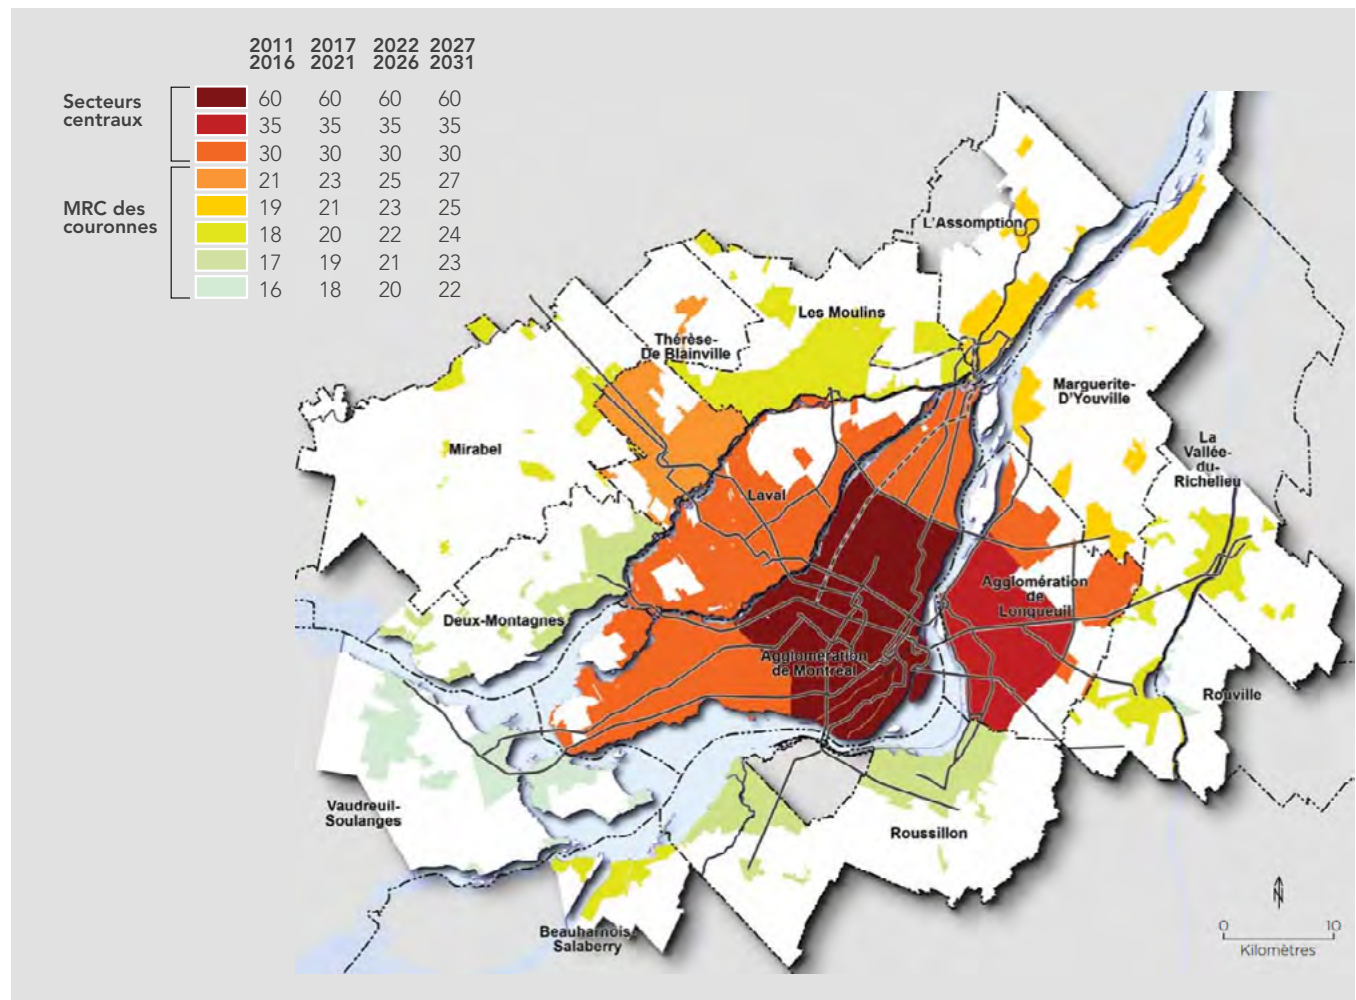 2011 2017 2022 2027
2016 2021 2026 2031
Secteurs
centraux
60 60 60 60
35 35 35 35
30 30 30 30
MRC des
couronnes
21 23 25 27
19 21 23 25
18 20 22 24
17 19 21 23
16 18 20 22
L'Assomption
Les Moulins
Thérèse-
De Blainville
Marguerite-
D'Youville
La
Vallée-
du-
Richelieu
Mirabel
Laval
Agglomération
de
Longueuil
Deux-Montagnes
Agglomération
de Montréal
Rouville
Vaudreuil-
Soulanges
Roussillon
Beauharnois-
Salaberry
N
0 10
Kilomètres